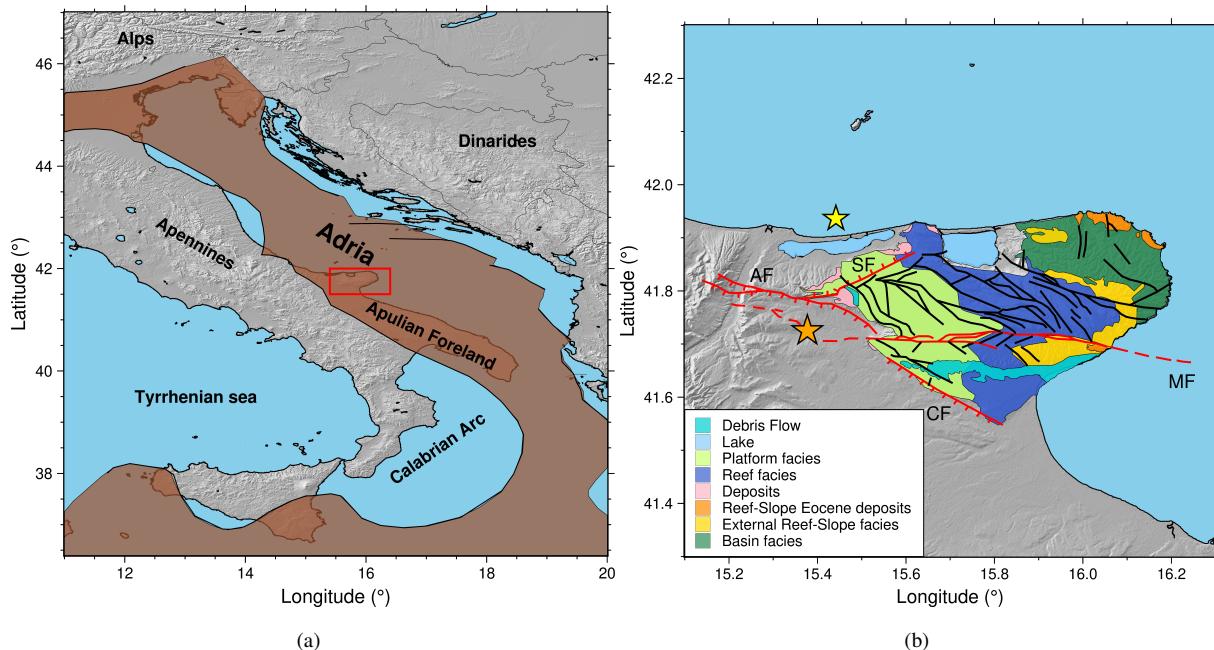 Alps
Dinarides
Apennines
Adria
Apulian Foreland
Tyrrhenian sea
Calabrian Arc
46
44
42
40
38
Latitude (°)
12
14
16
18
20
Longitude (°)
(a)
42.2
42.0
41.8
41.6
41.4
Latitude (°)
AF
SF
MF
CF
Debris Flow
Lake
Platform facies
Reef facies
Deposits
Reef-Slope Eocene deposits
External Reef-Slope facies
Basin facies
15.2
15.4
15.6
15.8
16.0
16.2
Longitude (°)
(b)